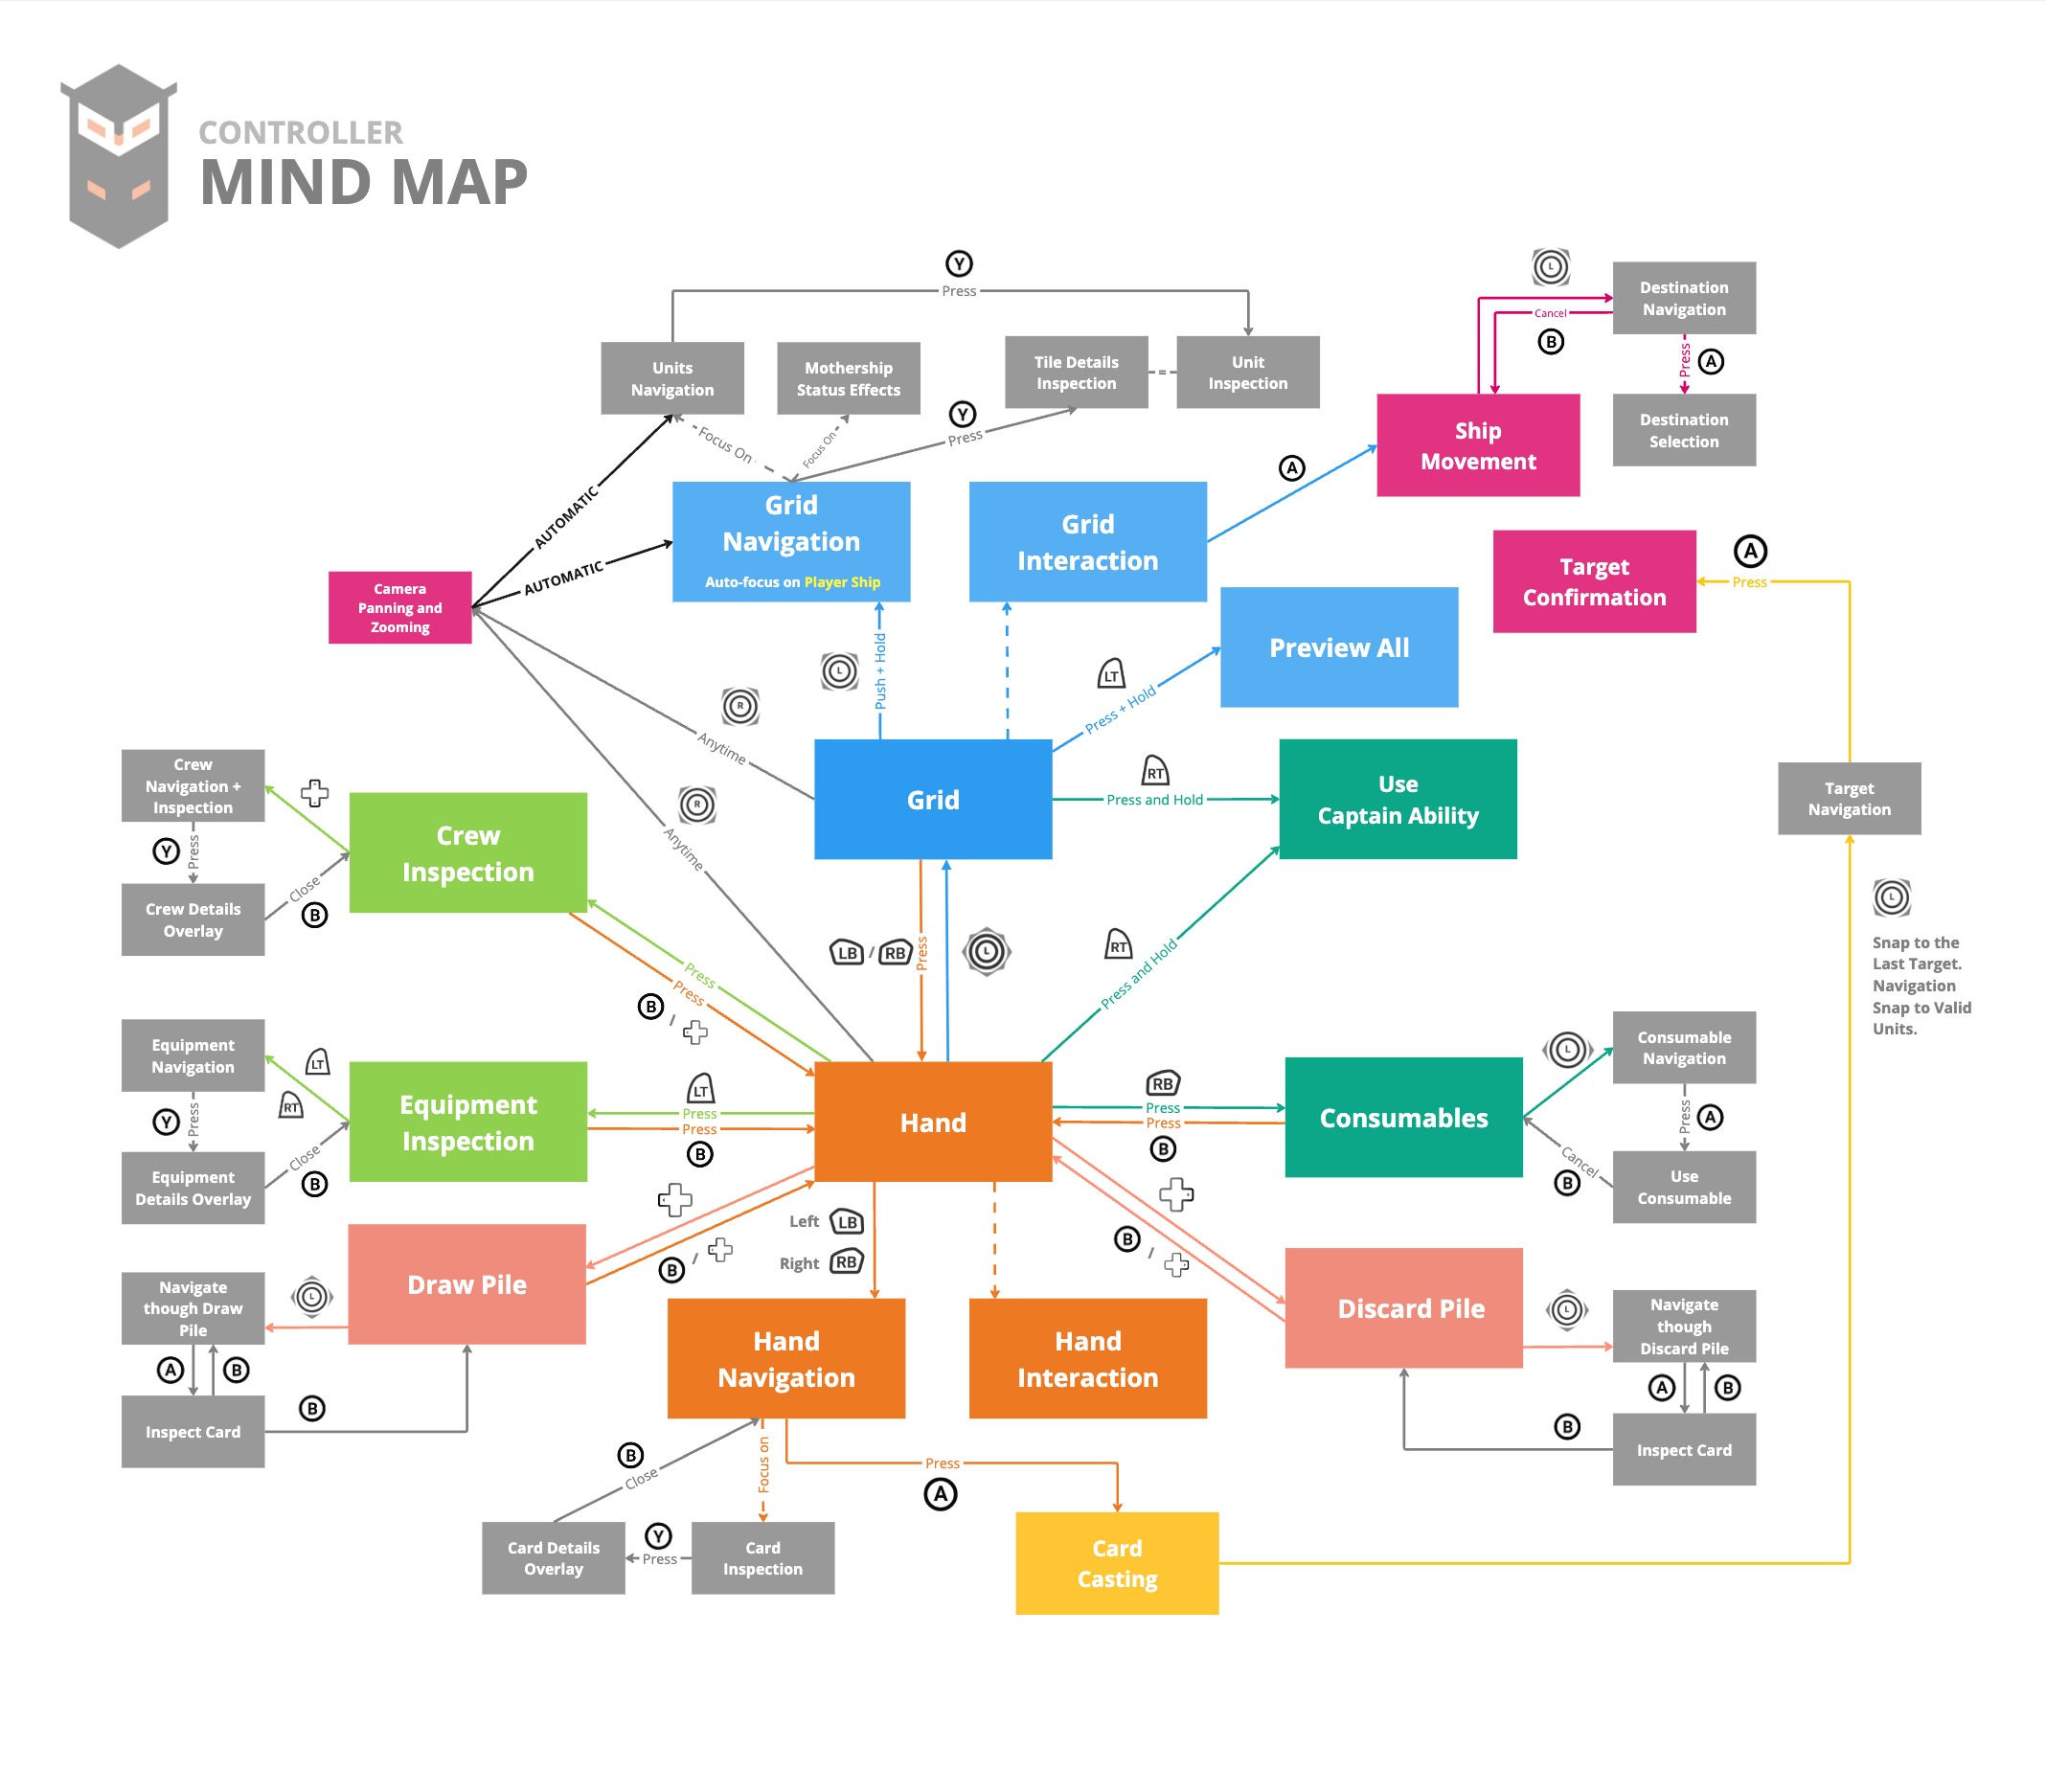 CONTROLLER
MIND MAP
Y
Press
L
Destination
Navigation
Cancel
B
Press
A
Units
Navigation
Mothership
Status Effects
Tile Details
Inspection
=
Unit
Inspection
Destination
Selection
Focus On
Focus On
Y
Press
Ship
Movement
A
AUTOMATIC
AUTOMATIC
Grid
Navigation
Auto-focus on Player Ship
Grid
Interaction
Target
Confirmation
A
Press
Camera
Panning and
Zooming
Preview All
L
Push + Hold
LT
Press + Hold
R
Anytime
R
Anytime
Crew
Navigation +
Inspection
Y
Press
Crew Details
Overlay
Close
B
Crew
Inspection
Grid
RT
Press and Hold
Use
Captain Ability
Target
Navigation
L
Snap to the
Last Target.
Navigation
Snap to Valid
Units.
LB / RB
Press
L
RT
Press and Hold
Press
Press
B /
Equipment
Navigation
LT
RT
Y
Press
Equipment
Details Overlay
Close
B
Equipment
Inspection
LT
Press
Press
B
Hand
RB
Press
Press
B
Consumables
L
Consumable
Navigation
Press
A
Cancel
B
Use
Consumable
B /
Left LB
Right RB
B /
Draw Pile
L
Navigate
though Draw
Pile
A
B
Inspect Card
B
Hand
Navigation
Hand
Interaction
Discard Pile
L
Navigate
though
Discard Pile
A
B
B
Inspect Card
B
Close
Focus on
Press
A
Card Details
Overlay
Y
Press
Card
Inspection
Card
Casting